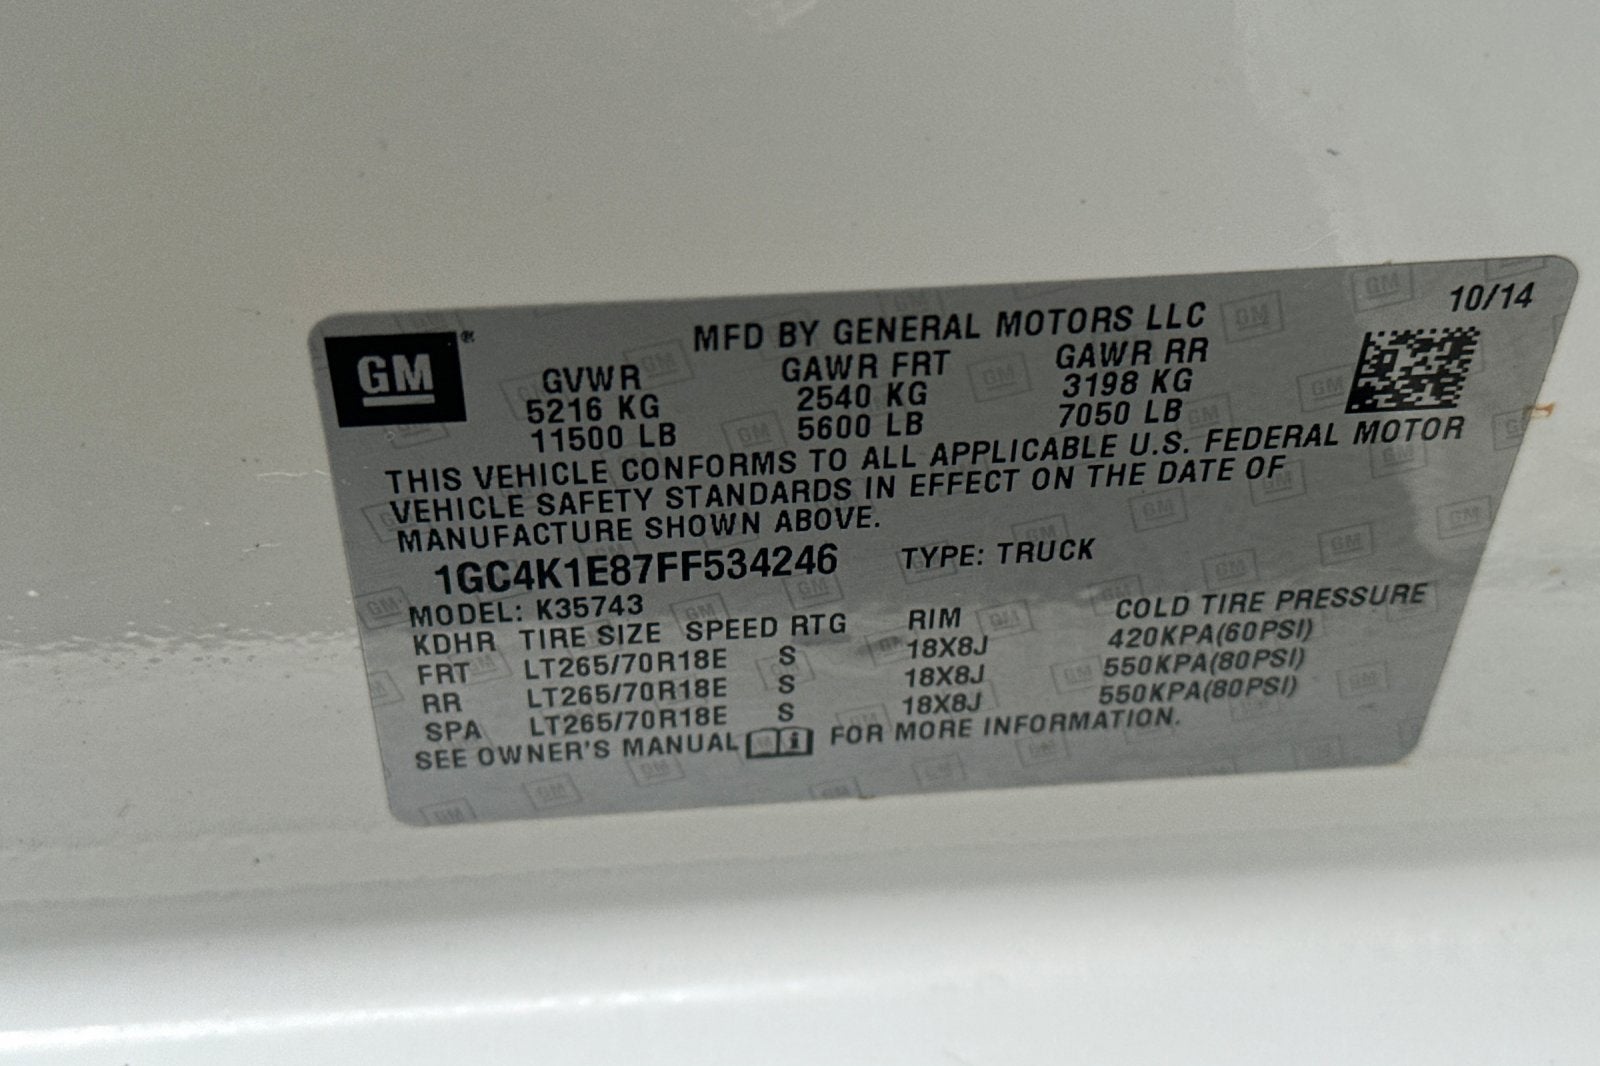 10/14
GM® MFD BY GENERAL MOTORS LLC
GVWR GAWR FRT GAWR RR
5216 KG 2540 KG 3198 KG
11500 LB 5600 LB 7050 LB
THIS VEHICLE CONFORMS TO ALL APPLICABLE U.S. FEDERAL MOTOR
VEHICLE SAFETY STANDARDS IN EFFECT ON THE DATE OF
MANUFACTURE SHOWN ABOVE.
1GC4K1E87FF534246 TYPE: TRUCK
MODEL: K35743
KDHR TIRE SIZE SPEED RTG RIM COLD TIRE PRESSURE
FRT LT265/70R18E S 18X8J 420KPA(60PSI)
RR LT265/70R18E S 18X8J 550KPA(80PSI)
SPA LT265/70R18E S 18X8J 550KPA(80PSI)
SEE OWNER'S MANUAL FOR MORE INFORMATION.